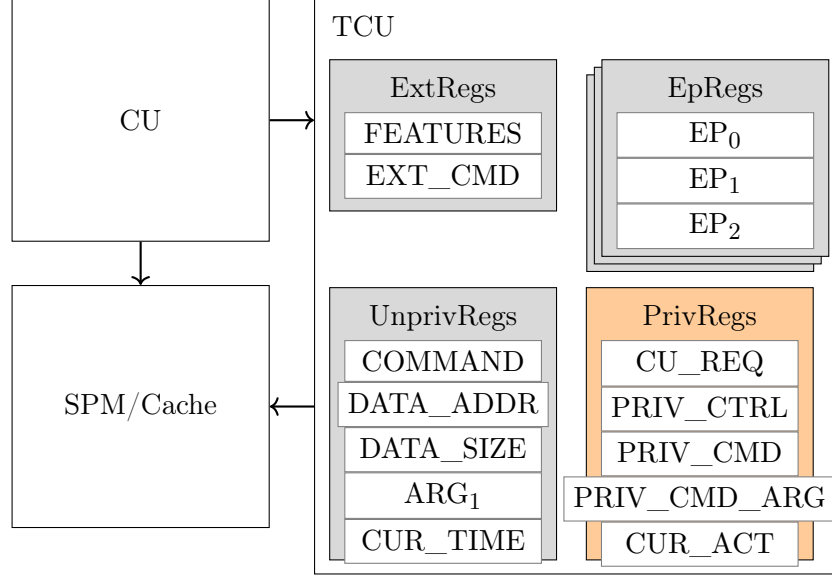 TCU
CU
ExtRegs
FEATURES
EXT_CMD
EpRegs
EP₀
EP₁
EP₂
SPM/Cache
UnprivRegs
COMMAND
DATA_ADDR
DATA_SIZE
ARG₁
CUR_TIME
PrivRegs
CU_REQ
PRIV_CTRL
PRIV_CMD
PRIV_CMD_ARG
CUR_ACT